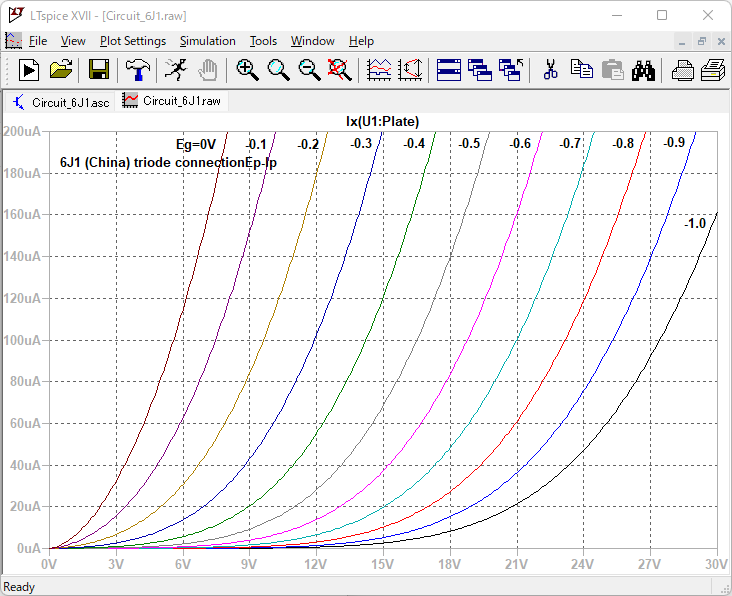 LTspice XVII - [Circuit_6J1.raw]
File View Plot Settings Simulation Tools Window Help
Circuit_6J1.asc Circuit_6J1.raw
Ix(U1:Plate)
200uA
Eg=0V -0.1 -0.2 -0.3 -0.4 -0.5 -0.6 -0.7 -0.8 -0.9
6J1 (China) triode connectionEp-Ip
180uA
160uA
-1.0
140uA
120uA
100uA
80uA
60uA
40uA
20uA
0uA
0V 3V 6V 9V 12V 15V 18V 21V 24V 27V 30V
Ready